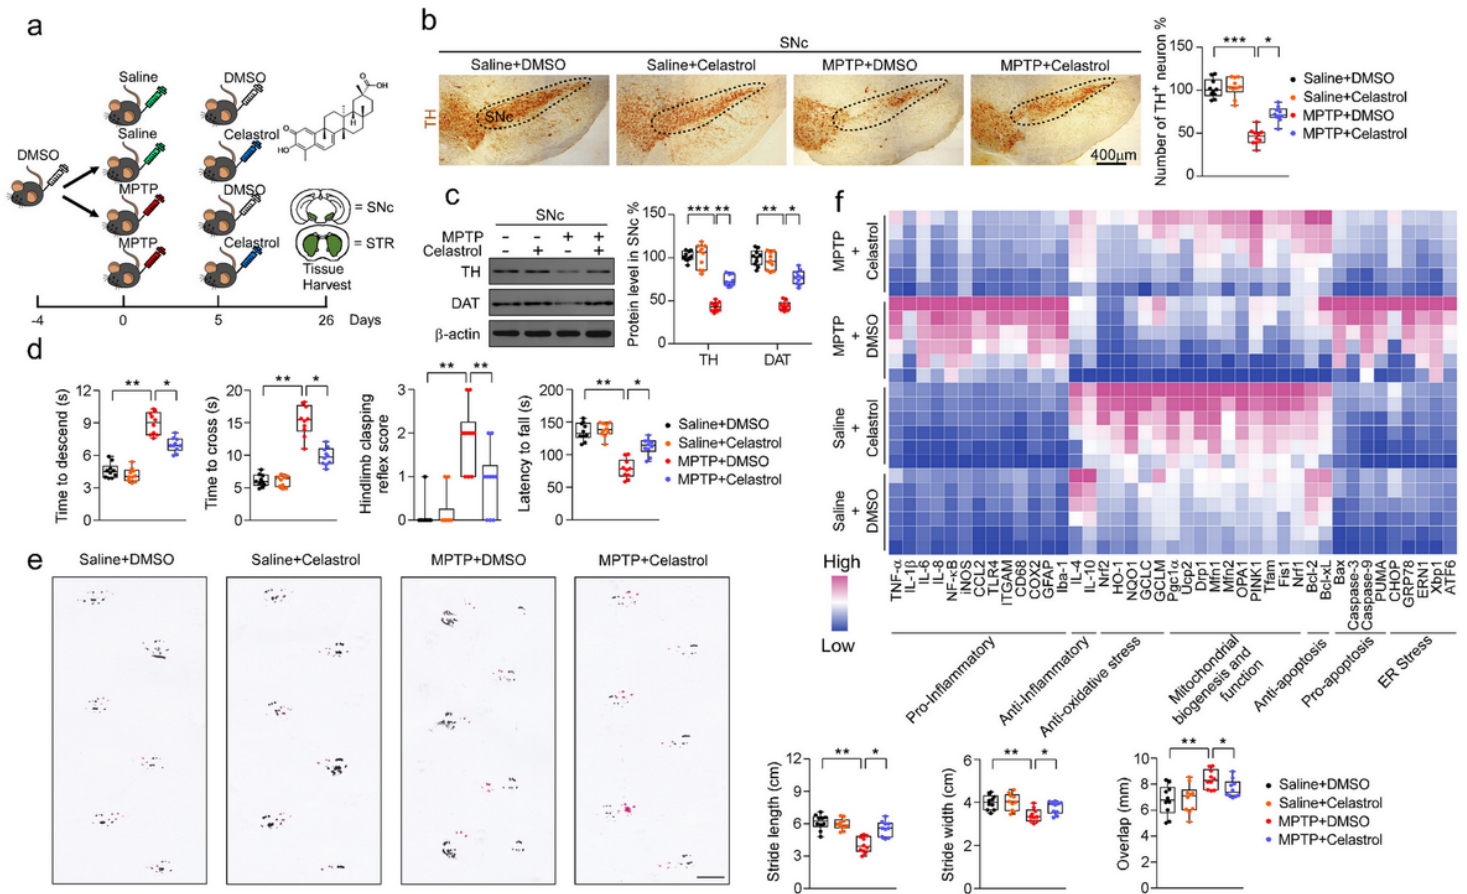 a
Saline
DMSO
Saline
Celastrol
DMSO
MPTP
DMSO
MPTP
Celastrol
O
OH
O
HO
H
= SNc
= STR
Tissue
Harvest
-4
0
5
26
Days
b
SNc
Saline+DMSO
Saline+Celastrol
MPTP+DMSO
MPTP+Celastrol
TH
SNc
400μm
Number of TH+ neuron %
150
100
50
0
***
*
Saline+DMSO
Saline+Celastrol
MPTP+DMSO
MPTP+Celastrol
c
SNc
MPTP - - + +
Celastrol - + - +
TH
DAT
β-actin
Protein level in SNc %
150
100
50
0
*** **
** *
TH
DAT
d
Time to descend (s)
12
9
6
3
0
** *
Time to cross (s)
20
15
10
5
0
** *
Hindlimb clasping
reflex score
3
2
1
0
** **
Latency to fall (s)
200
150
100
50
0
** *
Saline+DMSO
Saline+Celastrol
MPTP+DMSO
MPTP+Celastrol
e
Saline+DMSO
Saline+Celastrol
MPTP+DMSO
MPTP+Celastrol
Stride length (cm)
12
9
6
3
0
** *
Stride width (cm)
6
4
2
0
** *
Overlap (mm)
10
8
6
4
2
0
** *
Saline+DMSO
Saline+Celastrol
MPTP+DMSO
MPTP+Celastrol
f
MPTP
+
Celastrol
MPTP
+
DMSO
Saline
+
Celastrol
Saline
+
DMSO
High
Low
TNF-α
IL-1β
IL-6
IL-8
NF-κB
iNOS
CCL2
TLR4
ITGAM
CD68
COX2
GFAP
Iba-1
IL-4
IL-10
Nrf2
HO-1
NQO1
GCLC
GCLM
Pgc1α
Ucp2
Drp1
Mfn1
Mfn2
OPA1
PINK1
Tfam
Fis1
Nrf1
Bcl-2
Bcl-xL
Bax
Caspase-3
Caspase-9
PUMA
CHOP
GRP78
ERN1
Xbp1
ATF6
Pro-Inflammatory
Anti-Inflammatory
Anti-oxidative stress
Mitochondrial
biogenesis and
function
Anti-apoptosis
Pro-apoptosis
ER Stress